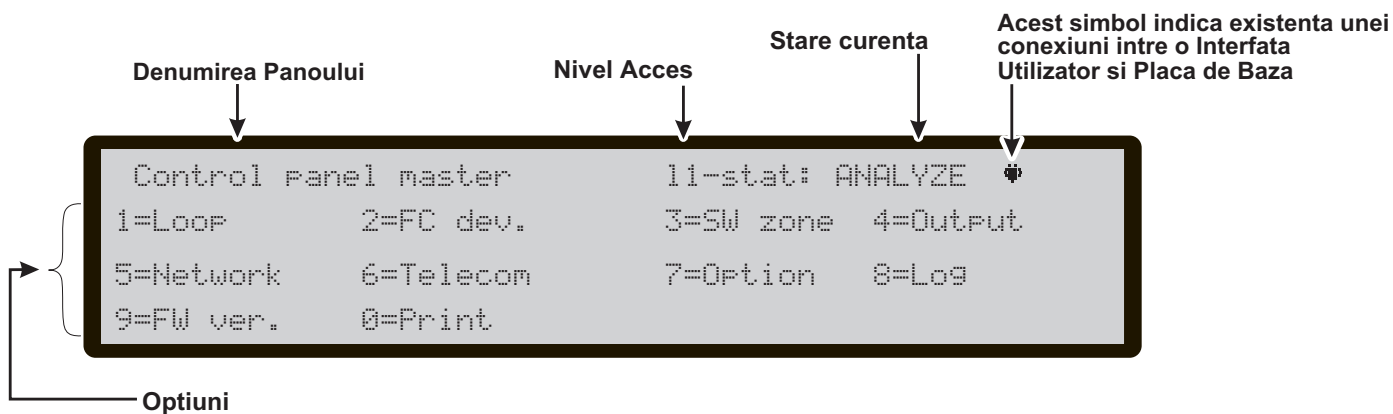 Acest simbol indica existenta unei
conexiuni intre o Interfata
Utilizator si Placa de Baza
Stare curenta
Nivel Acces
Denumirea Panoului
Control panel master l1-stat: ANALYZE
1=Loop 2=FC dev. 3=SW zone 4=Output
5=Network 6=Telecom 7=Option 8=Log
9=FW ver. 0=Print
Optiuni